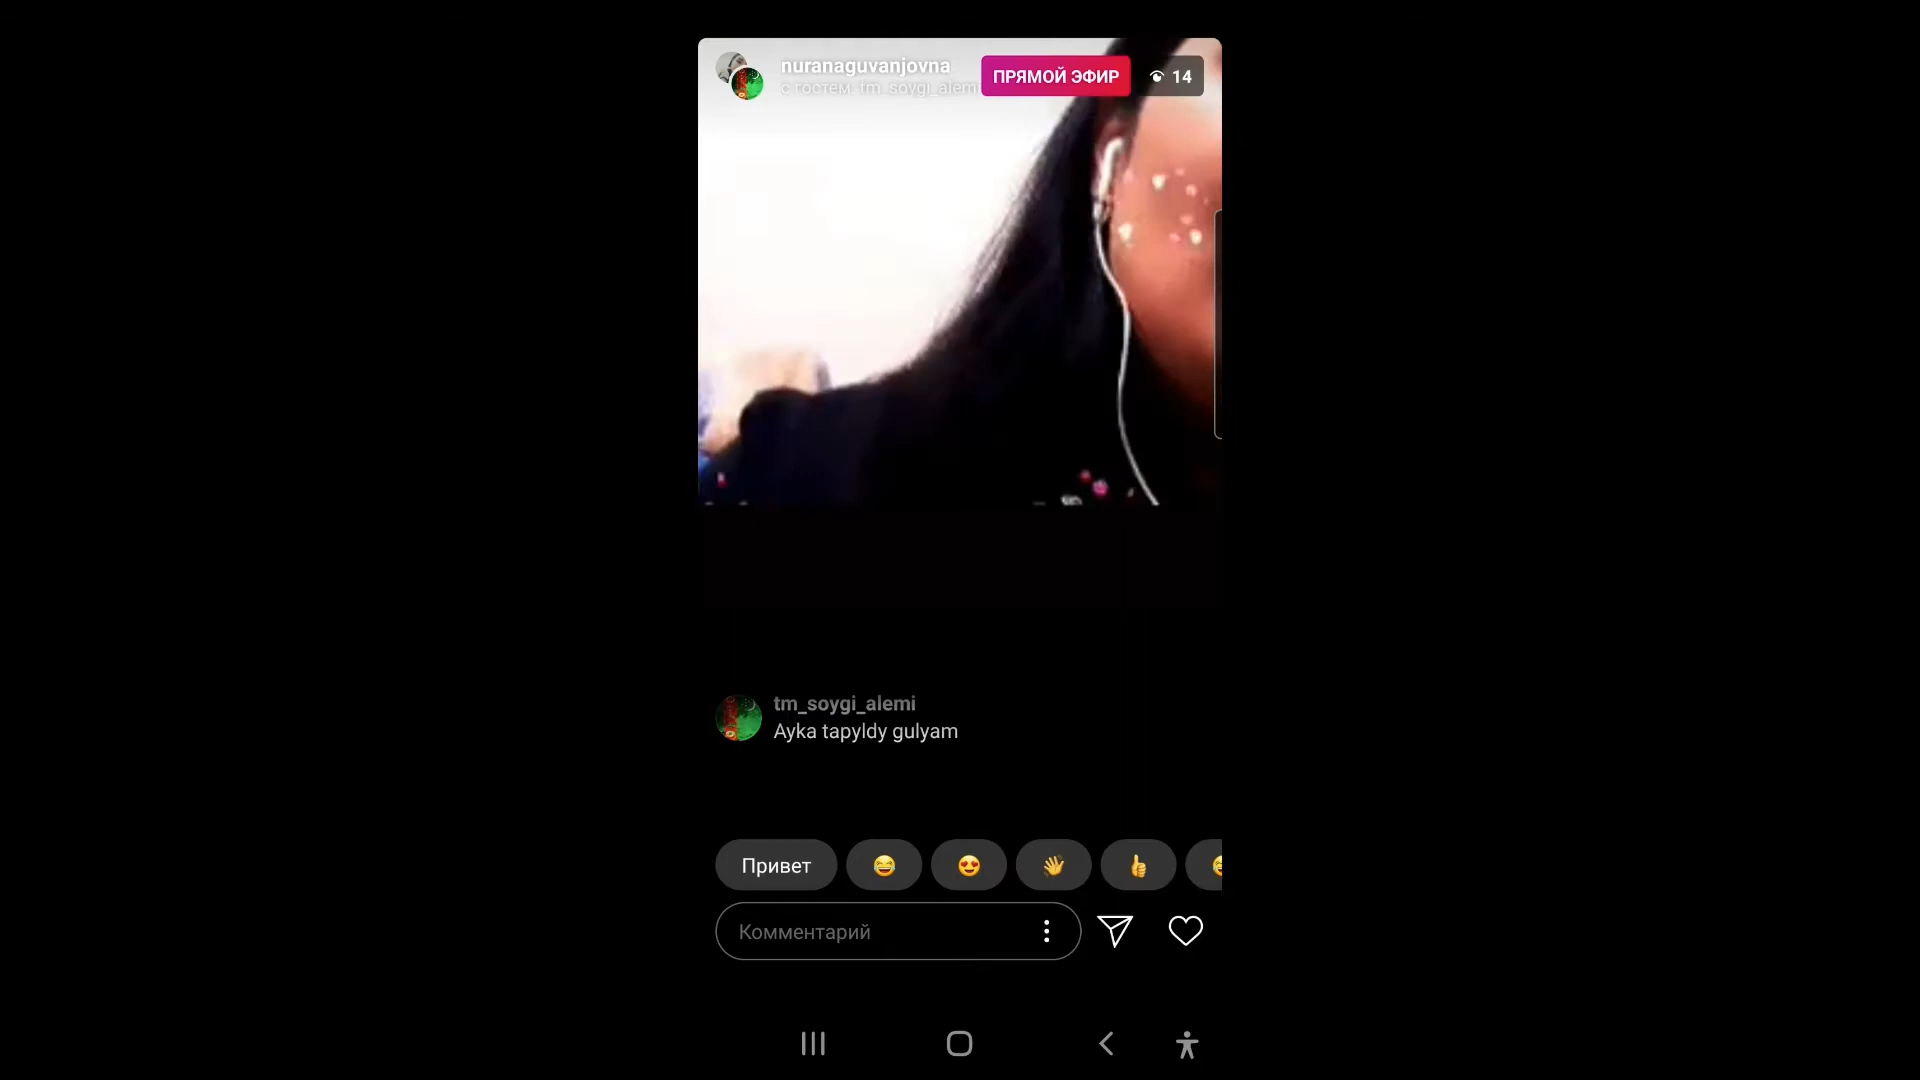 nuranaguvanjovna
с гостем: tm_soygi_alemi
ПРЯМОЙ ЭФИР
14
tm_soygi_alemi
Ayka tapyldy gulyam
Привет
Комментарий